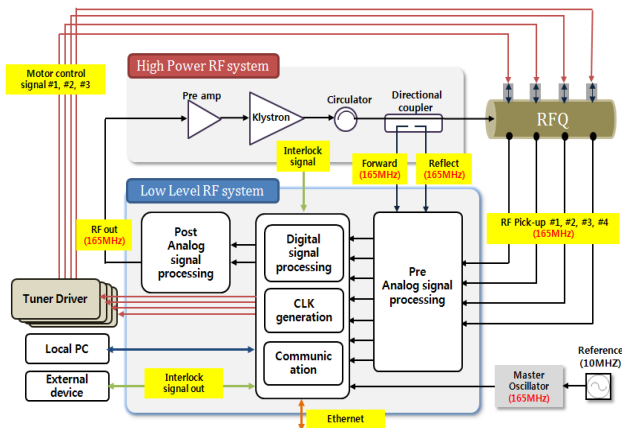 Motor control
signal #1, #2, #3
High Power RF system
Pre amp
Klystron
Circulator
Directional
coupler
RFQ
Interlock
signal
Forward
(165MHz)
Reflect
(165MHz)
Low Level RF system
RF out
(165MHz)
Post
Analog
signal
processing
Digital
signal
processing
CLK
generation
Communic
ation
Pre
Analog signal
processing
RF Pick-up #1, #2, #3, #4
(165MHz)
Tuner Driver
Local PC
External
device
Interlock
signal out
Ethernet
Master
Oscillator
(165MHz)
Reference
(10MHZ)